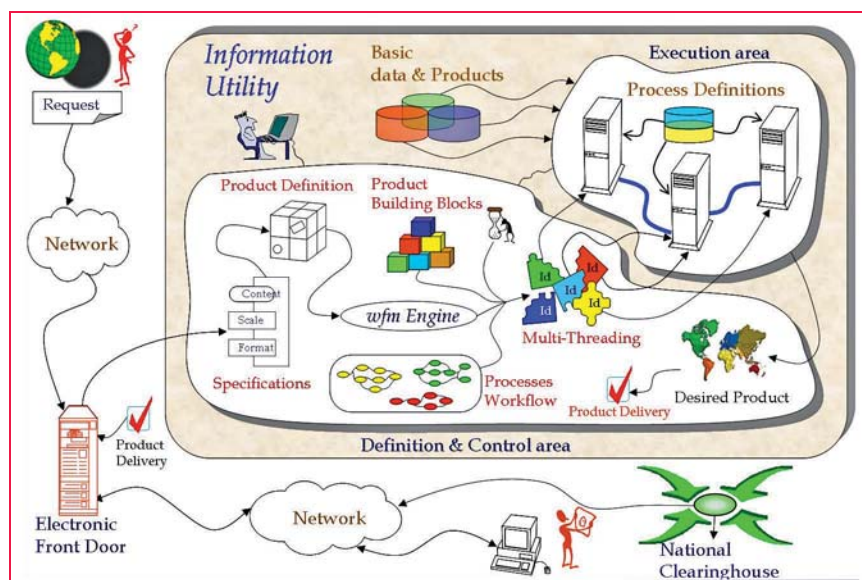 Request
Network
Electronic
Front Door
Product
Delivery
Information
Utility
Basic
data & Products
Execution area
Process Definitions
Product Definition
Product
Building Blocks
Content
Scale
Format
Specifications
wfm Engine
Processes
Workflow
Id
Id
Id
Id
Id
Multi-Threading
Product Delivery
Desired Product
Definition & Control area
Network
National
Clearinghouse